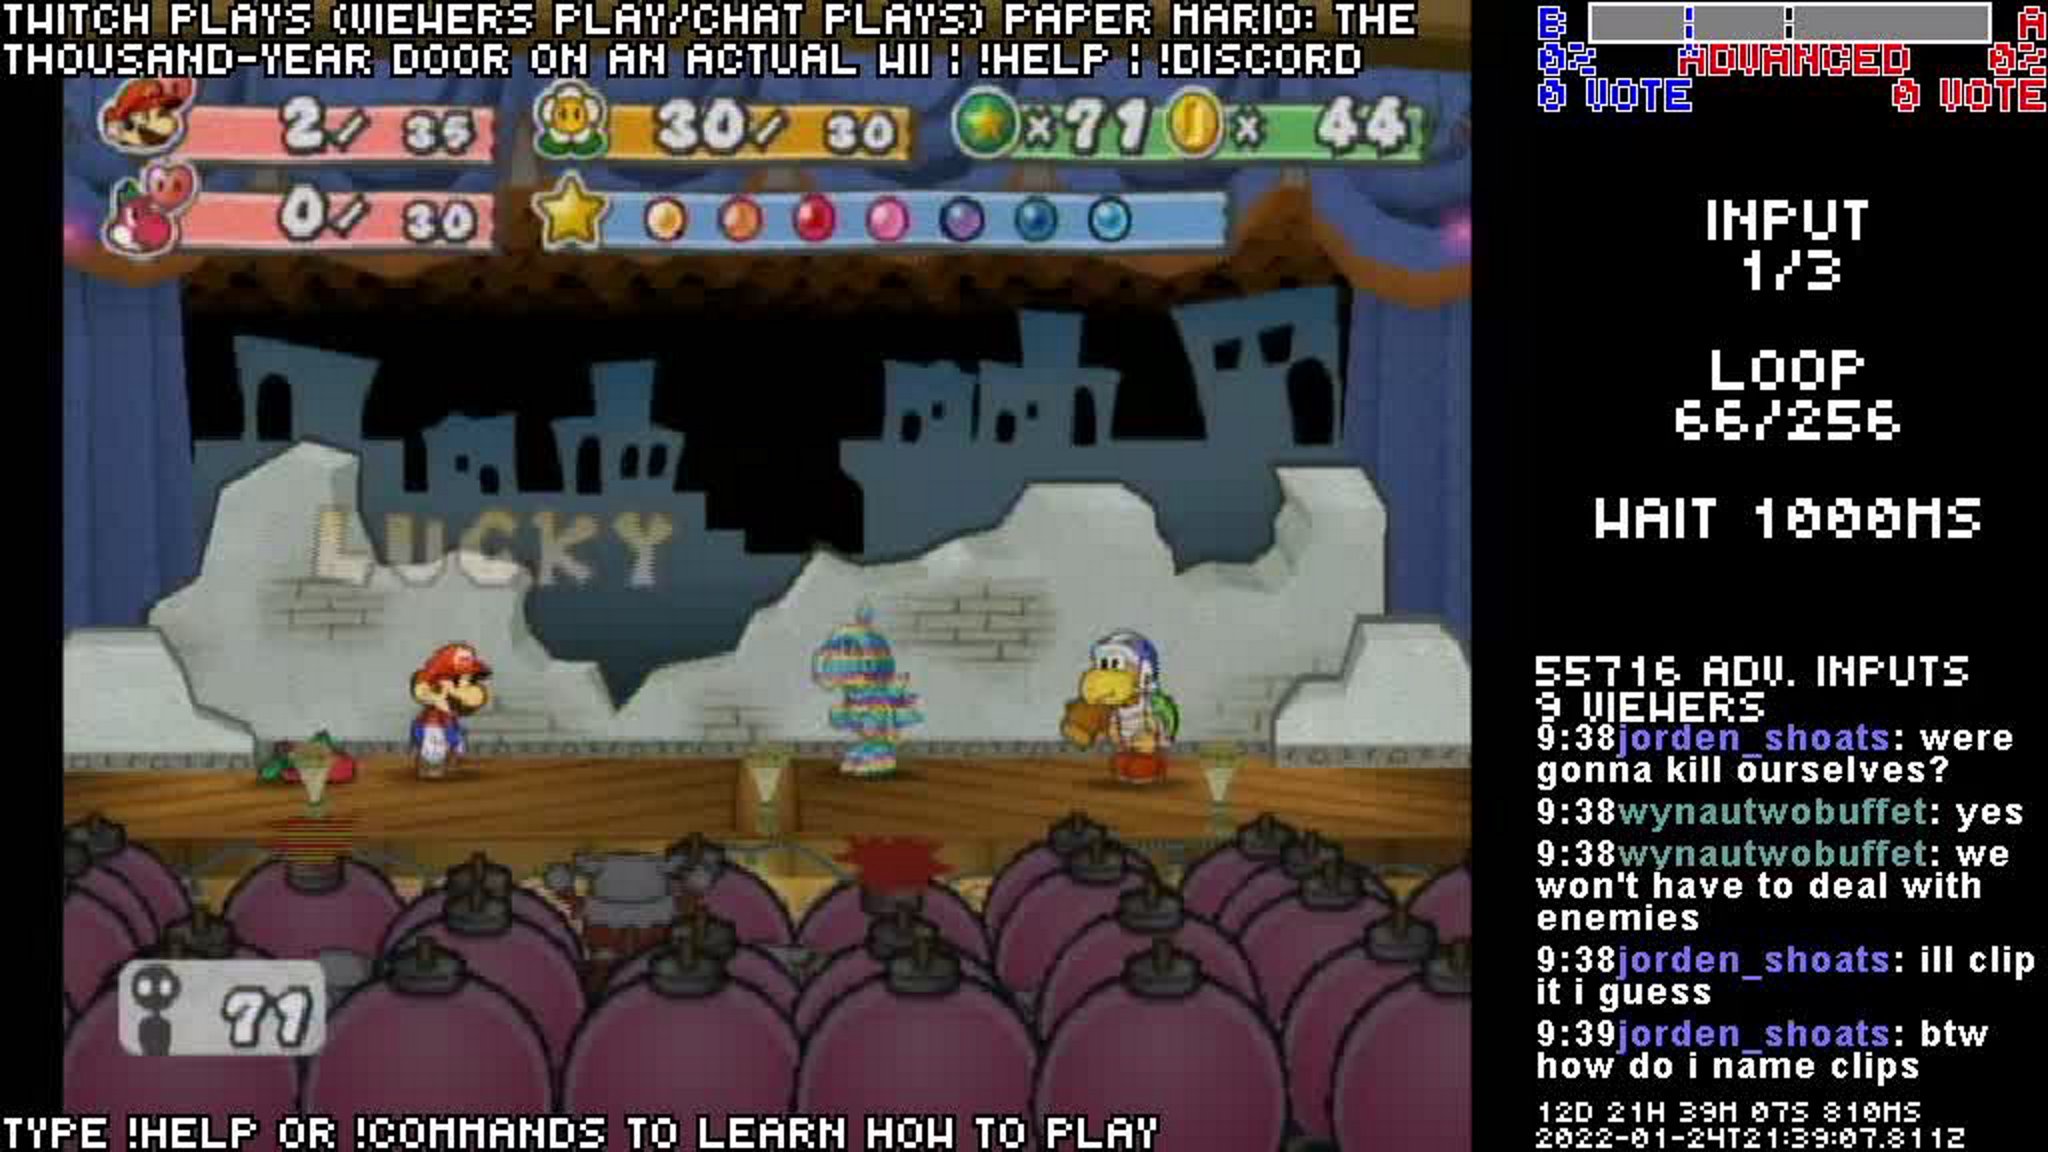 TWITCH PLAYS (VIEWERS PLAY/CHAT PLAYS) PAPER MARIO: THE
THOUSAND-YEAR DOOR ON AN ACTUAL WII ¦ !HELP ¦ !DISCORD
B A
0% ADVANCED 0%
0 VOTE 0 VOTE
2/ 35
30/ 30
×71
× 44
0/ 30
INPUT
1/3
LOOP
66/256
WAIT 1000MS
LUCKY
55716 ADV. INPUTS
9 VIEWERS
9:38jorden_shoats: were
gonna kill ourselves?
9:38wynautwobuffet: yes
9:38wynautwobuffet: we
won't have to deal with
enemies
9:38jorden_shoats: ill clip
it i guess
9:39jorden_shoats: btw
how do i name clips
71
12D 21H 39M 07S 810MS
2022-01-24T21:39:07.811Z
TYPE !HELP OR !COMMANDS TO LEARN HOW TO PLAY